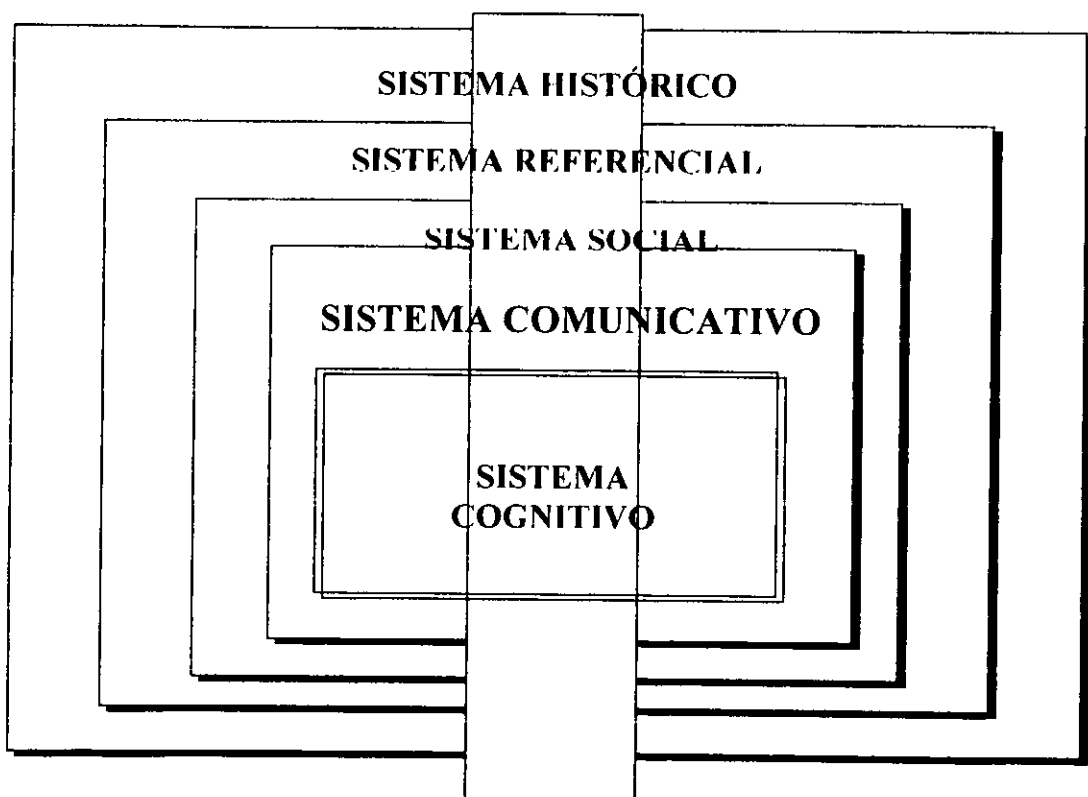 SISTEMA HISTÓRICO
SISTEMA REFERENCIAL
SISTEMA SOCIAL
SISTEMA COMUNICATIVO
SISTEMA
COGNITIVO